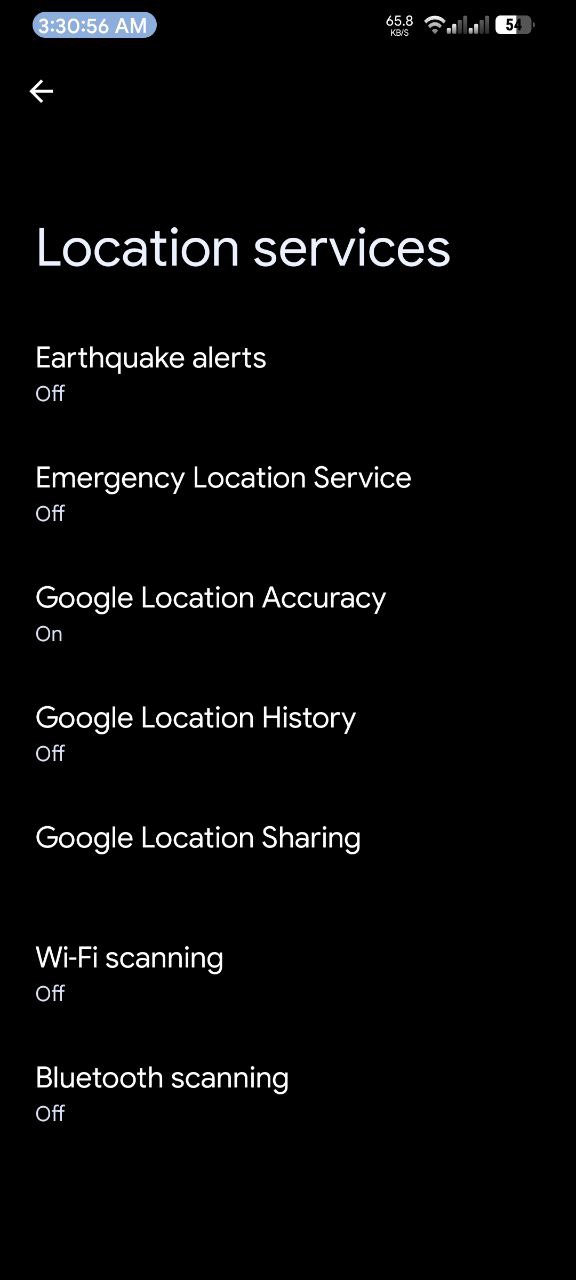 3:30:56 AM
65.8
KB/S
54
Location services
Earthquake alerts
Off
Emergency Location Service
Off
Google Location Accuracy
On
Google Location History
Off
Google Location Sharing
Wi-Fi scanning
Off
Bluetooth scanning
Off